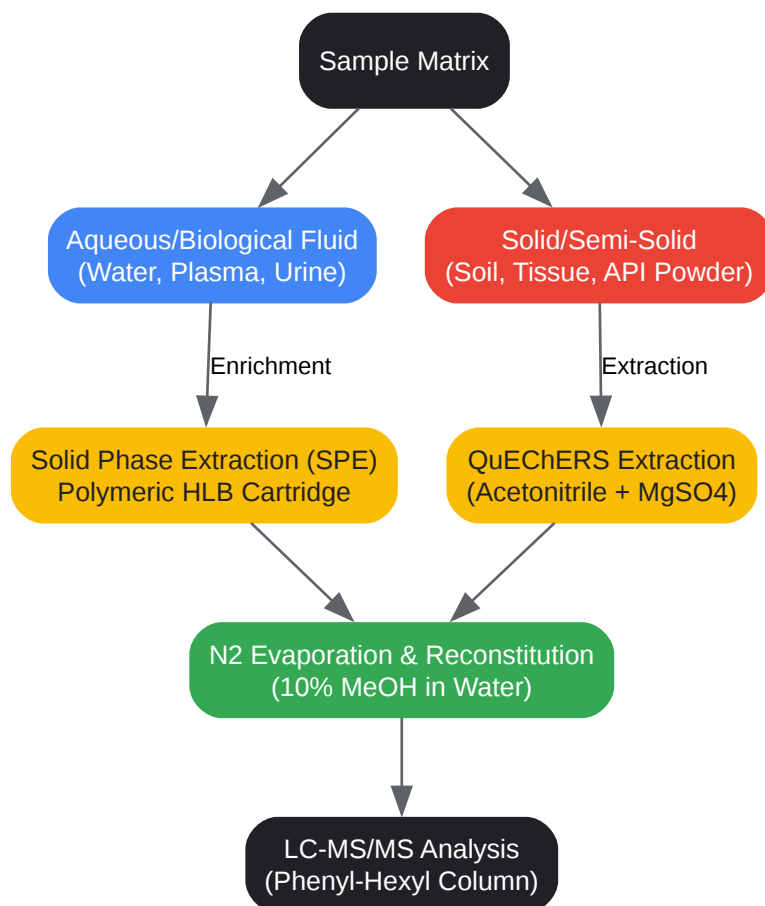 Sample Matrix
Aqueous/Biological Fluid
(Water, Plasma, Urine)
Solid/Semi-Solid
(Soil, Tissue, API Powder)
Enrichment
Extraction
Solid Phase Extraction (SPE)
Polymeric HLB Cartridge
QuEChERS Extraction
(Acetonitrile + MgSO4)
N2 Evaporation & Reconstitution
(10% MeOH in Water)
LC-MS/MS Analysis
(Phenyl-Hexyl Column)